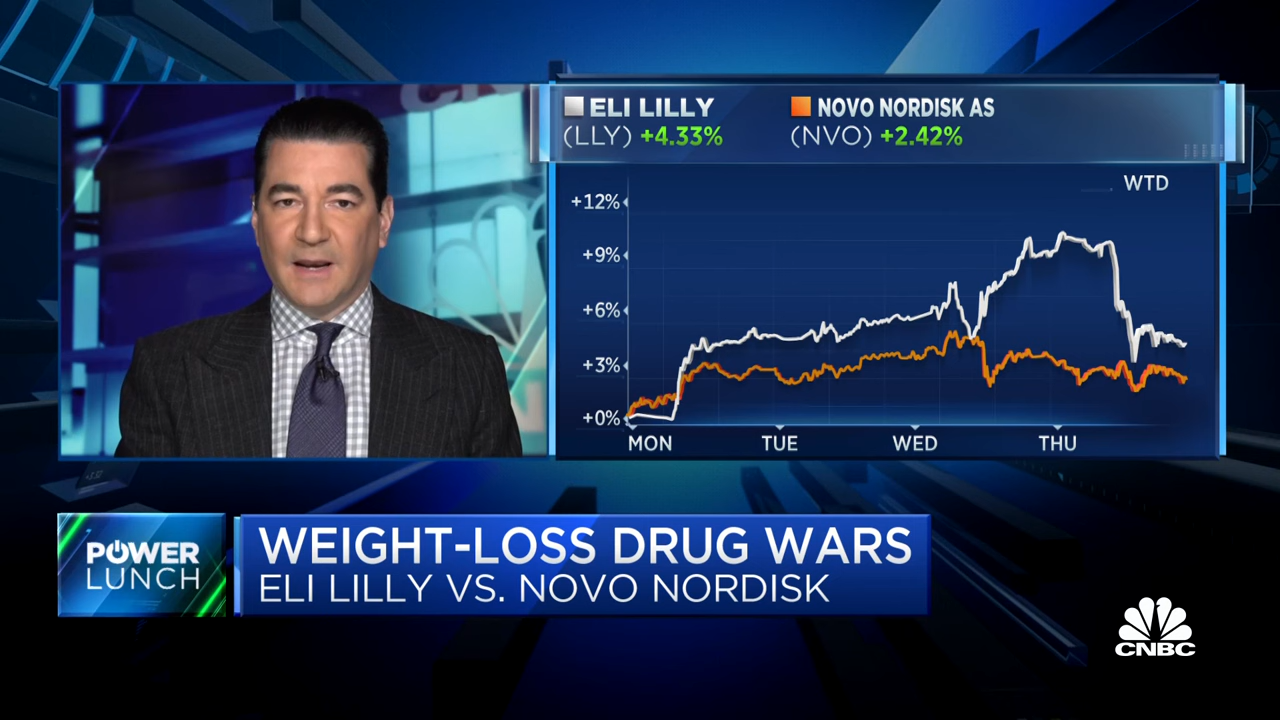 ELI LILLY
(LLY) +4.33%
NOVO NORDISK AS
(NVO) +2.42%
WTD
+12%
+9%
+6%
+3%
+0%
MON
TUE
WED
THU
POWER
LUNCH
WEIGHT-LOSS DRUG WARS
ELI LILLY VS. NOVO NORDISK
CNBC